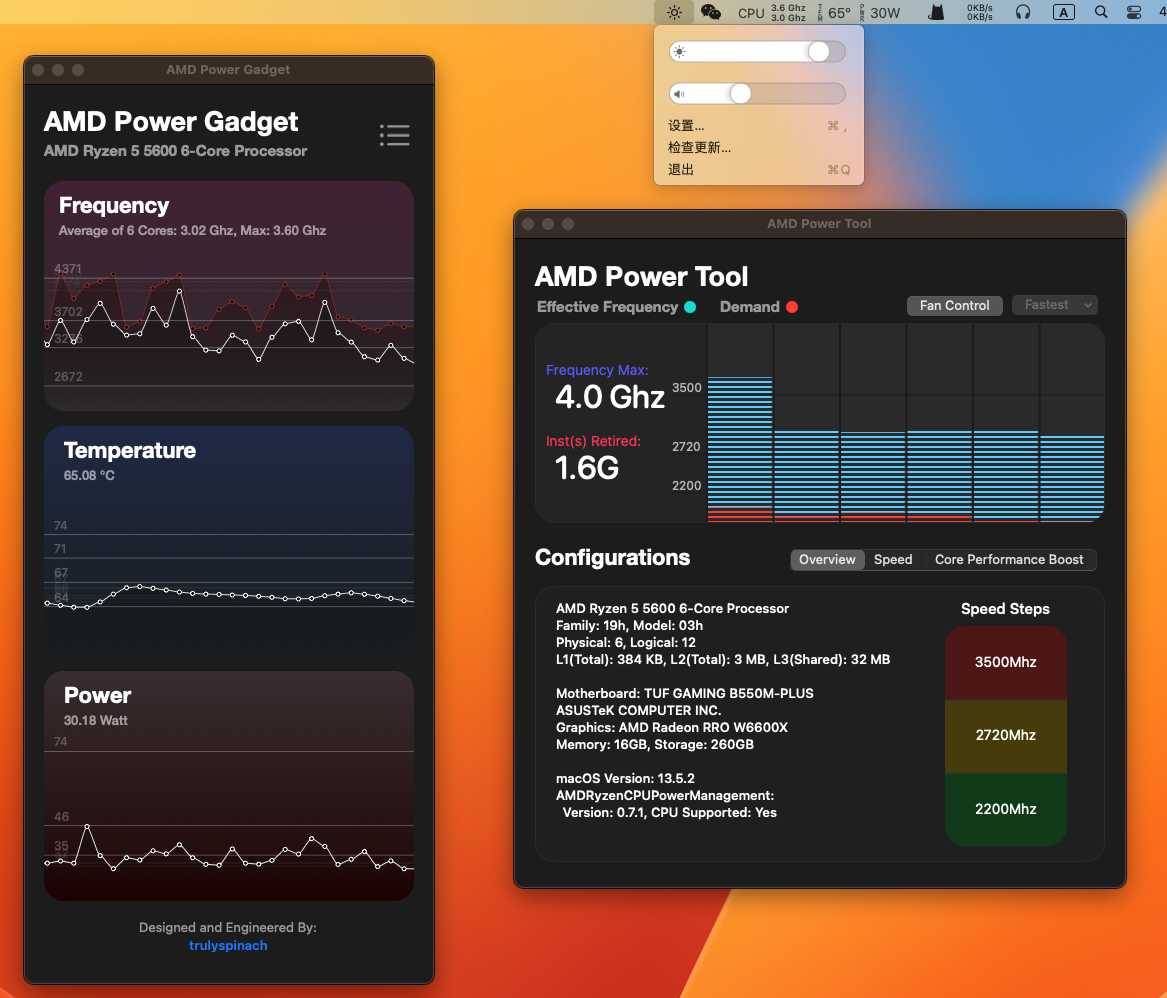 CPU 3.6 Ghz 3.0 Ghz TEM 65° PWR 30W 0KB/s 0KB/s A 4
设置... ⌘ ,
检查更新...
退出 ⌘Q
AMD Power Gadget
AMD Power Gadget
AMD Ryzen 5 5600 6-Core Processor
Frequency
Average of 6 Cores: 3.02 Ghz, Max: 3.60 Ghz
4371
3702
3276
2672
Temperature
65.08 °C
74
71
67
64
Power
30.18 Watt
74
46
35
Designed and Engineered By:
trulyspinach
AMD Power Tool
AMD Power Tool
Effective Frequency Demand Fan Control Fastest
Frequency Max:
4.0 Ghz
Inst(s) Retired:
1.6G
3500
2720
2200
Configurations Overview Speed Core Performance Boost
AMD Ryzen 5 5600 6-Core Processor
Family: 19h, Model: 03h
Physical: 6, Logical: 12
L1(Total): 384 KB, L2(Total): 3 MB, L3(Shared): 32 MB
Motherboard: TUF GAMING B550M-PLUS
ASUSTeK COMPUTER INC.
Graphics: AMD Radeon RRO W6600X
Memory: 16GB, Storage: 260GB
macOS Version: 13.5.2
AMDRyzenCPUPowerManagement:
Version: 0.7.1, CPU Supported: Yes
Speed Steps
3500Mhz
2720Mhz
2200Mhz